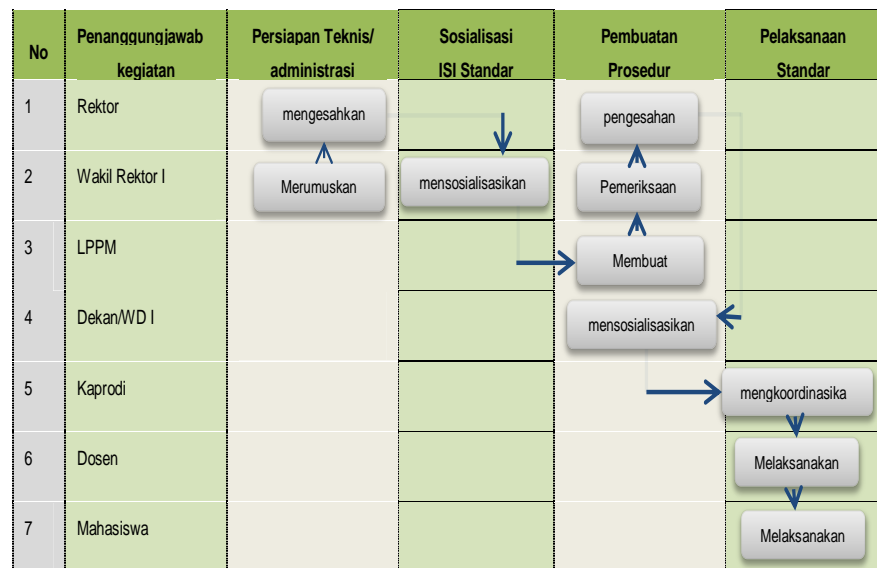 No
Penanggungjawab
kegiatan
Persiapan Teknis/
administrasi
Sosialisasi
ISI Standar
Pembuatan
Prosedur
Pelaksanaan
Standar
1
Rektor
mengesahkan
pengesahan
2
Wakil Rektor I
Merumuskan
mensosialisasikan
Pemeriksaan
3
LPPM
Membuat
4
Dekan/WD I
mensosialisasikan
5
Kaprodi
mengkoordinasika
6
Dosen
Melaksanakan
7
Mahasiswa
Melaksanakan